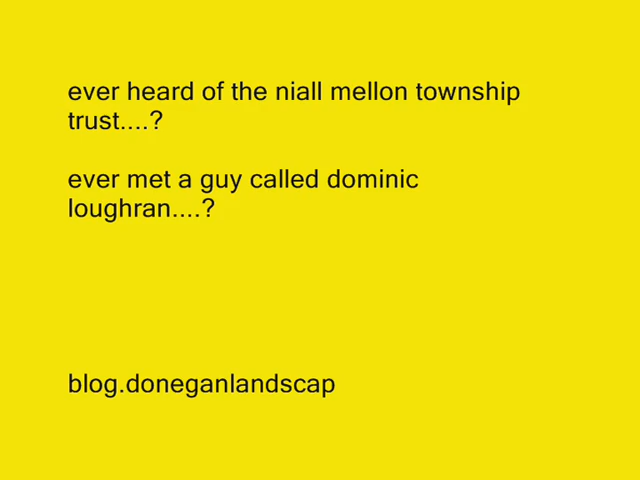 ever heard of the niall mellon township
trust....?
ever met a guy called dominic
loughran....?
blog.doneganlandscap